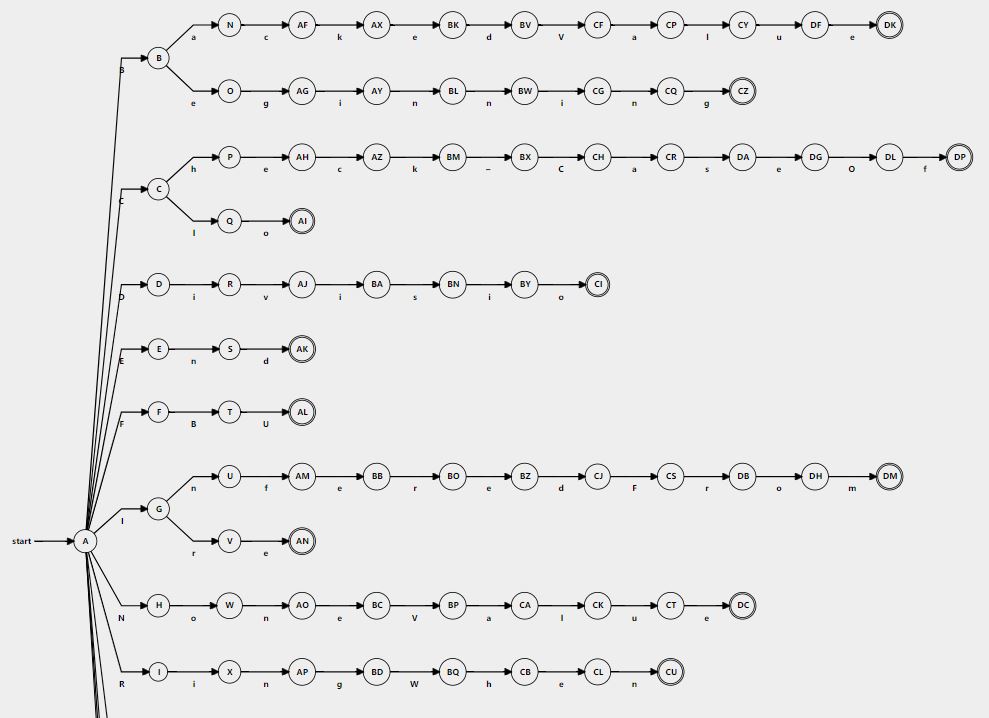 N AF AX BK BV CF CP CY DF DK
a c k e d V a l u e
B
B
O AG AY BL BW CG CQ CZ
e g i n n i n g
P AH AZ BM BX CH CR DA DG DL DP
h e c k – C a s e O f
C
C
Q AI
l o
D R AJ BA BN BY CI
D i v i s i o
E S AK
E n d
F T AL
F B U
U AM BB BO BZ CJ CS DB DH DM
n f e r e d F r o m
G
I
start A V AN
r e
H W AO BC BP CA CK CT DC
N o n e V a l u e
I X AP BD BQ CB CL CU
R i n g W h e n